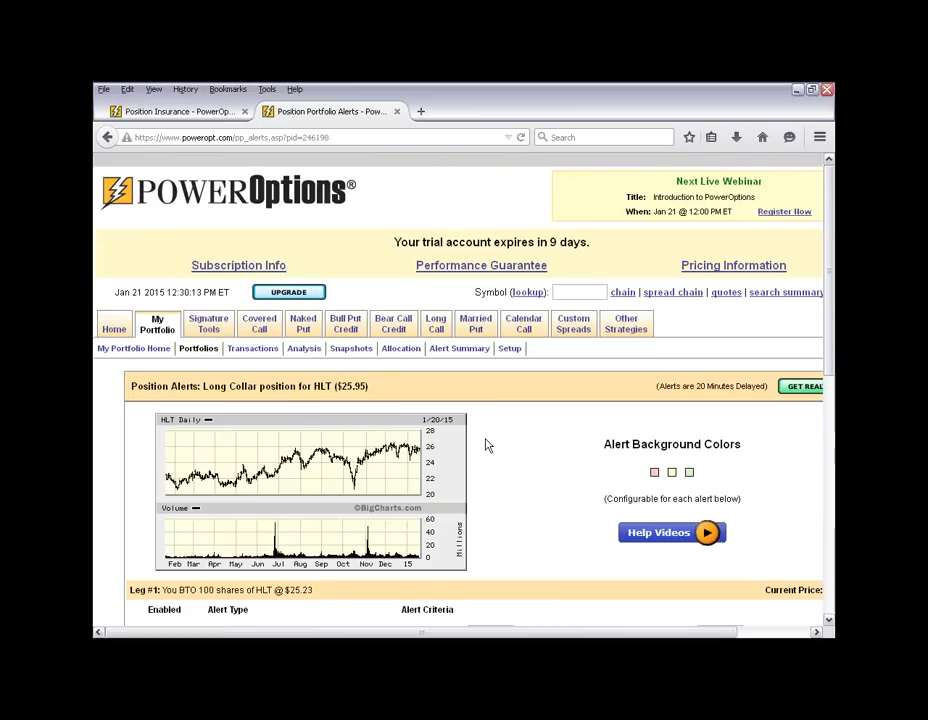 File Edit View History Bookmarks Tools Help
Position Insurance - PowerOp... × Position Portfolio Alerts - Pow... × +
https://www.poweropt.com/pp_alerts.asp?pid=246198 Search
POWEROptions®
Next Live Webinar
Title: Introduction to PowerOptions
When: Jan 21 @ 12:00 PM ET Register Now
Your trial account expires in 9 days.
Subscription Info Performance Guarantee Pricing Information
Jan 21 2015 12:30:13 PM ET UPGRADE Symbol (lookup): chain | spread chain | quotes | search summary
Home My Portfolio Signature Tools Covered Call Naked Put Bull Put Credit Bear Call Credit Long Call Married Put Calendar Call Custom Spreads Other Strategies
My Portfolio Home | Portfolios | Transactions | Analysis | Snapshots | Allocation | Alert Summary | Setup |
Position Alerts: Long Collar position for HLT ($25.95) (Alerts are 20 Minutes Delayed) GET REAL
HLT Daily 1/20/15
28
26
24
22
20
Volume ©BigCharts.com
60
40
20
0
Millions
Feb Mar Apr May Jun Jul Aug Sep Oct Nov Dec 15
Alert Background Colors
(Configurable for each alert below)
Help Videos
Leg #1: You BTO 100 shares of HLT @ $25.23 Current Price:
Enabled Alert Type Alert Criteria